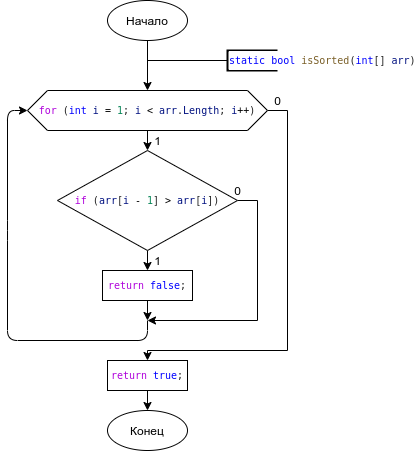 Начало
static bool isSorted(int[] arr)
for (int i = 1; i < arr.Length; i++)
0
1
if (arr[i - 1] > arr[i])
0
1
return false;
return true;
Конец